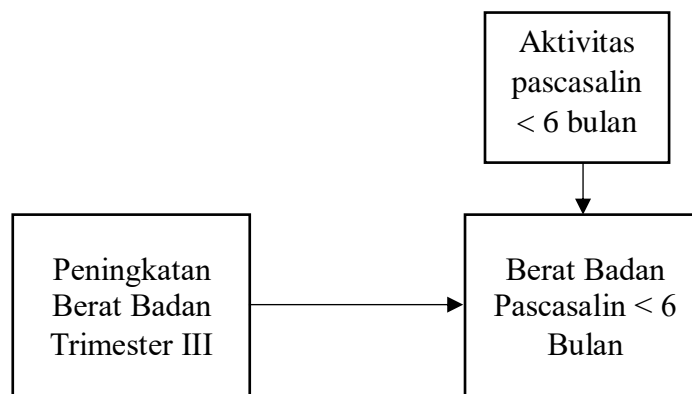 Aktivitas
pascasalin
< 6 bulan
Peningkatan
Berat Badan
Trimester III
Berat Badan
Pascasalin < 6
Bulan